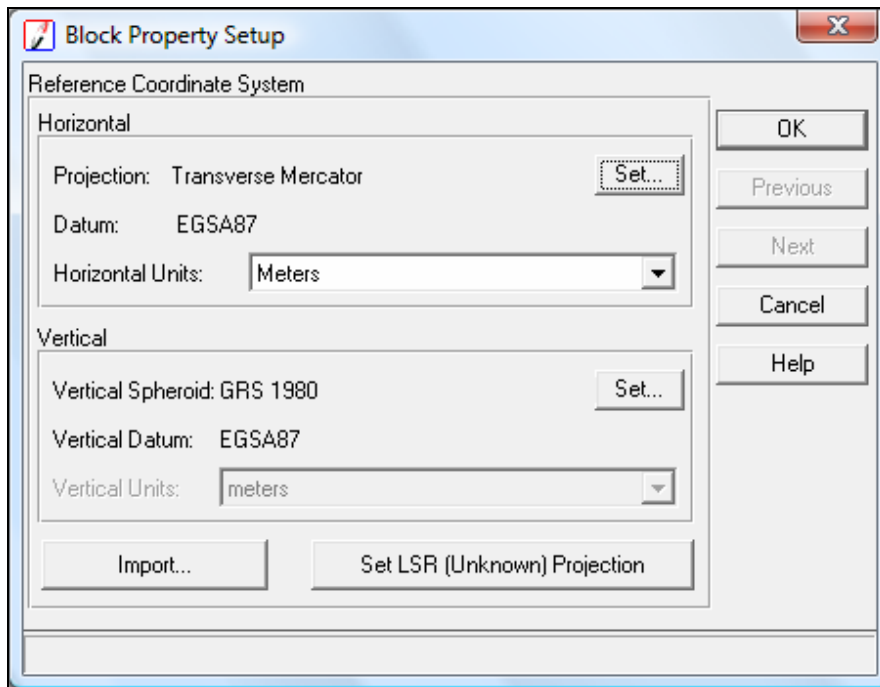 Block Property Setup
Reference Coordinate System
Horizontal
Projection: Transverse Mercator
Set...
Datum: EGSA87
Horizontal Units: Meters
Vertical
Vertical Spheroid: GRS 1980
Set...
Vertical Datum: EGSA87
Vertical Units: meters
Import...
Set LSR (Unknown) Projection
OK
Previous
Next
Cancel
Help